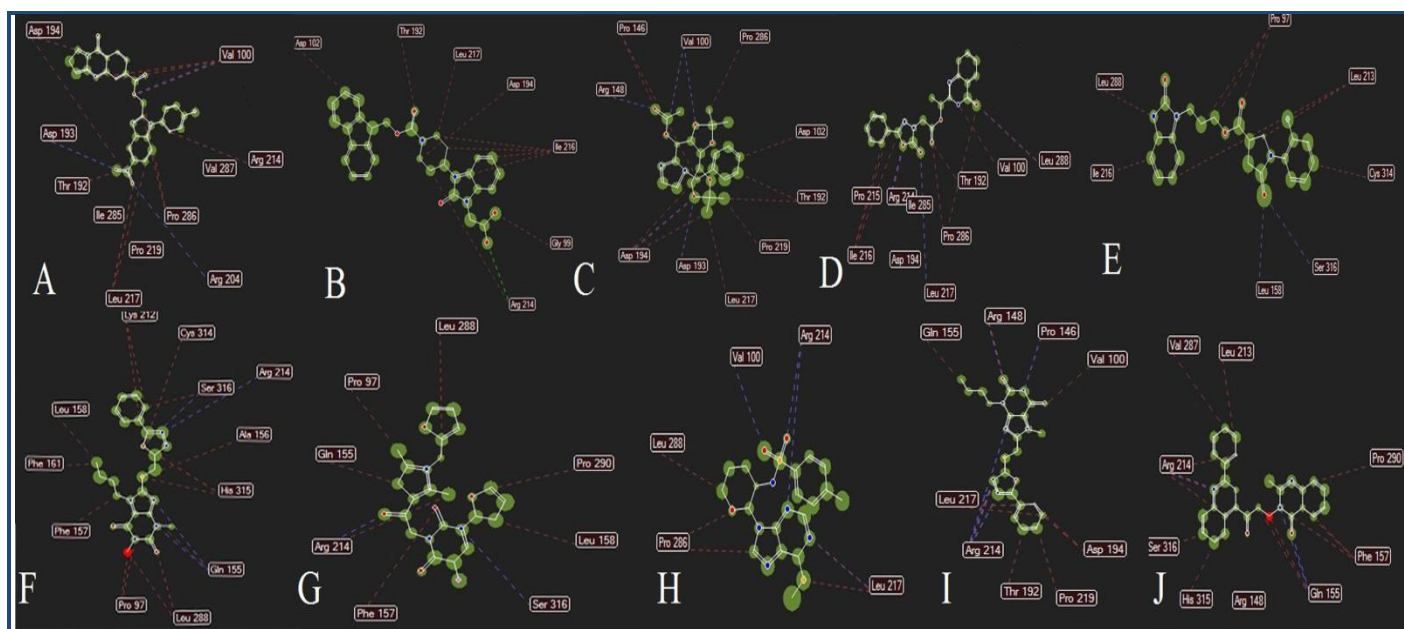 Asp 194
Val 100
Asp 193
Thr 192
Arg 214
Val 287
Ile 285
Pro 286
Pro 219
Arg 204
Leu 217
A
Asp 102
Thr 192
Leu 217
Asp 194
Ile 216
Gly 99
Arg 214
B
Pro 146
Val 100
Pro 286
Arg 148
Asp 102
Thr 192
Asp 194
Asp 193
Pro 219
Leu 217
C
Pro 215
Arg 214
Ile 285
Thr 192
Val 100
Leu 288
Pro 286
Ile 216
Asp 194
Leu 217
D
Pro 97
Leu 288
Leu 213
Ile 216
Cys 314
Ser 316
Leu 158
E
Lys 212
Cys 314
Arg 214
Ser 316
Leu 158
Ala 156
Phe 161
His 315
Phe 157
Gln 155
Pro 97
Leu 288
F
Leu 288
Pro 97
Gln 155
Pro 290
Arg 214
Leu 158
Phe 157
Ser 316
G
Arg 214
Val 100
Leu 288
Pro 286
Leu 217
H
Arg 148
Gln 155
Pro 146
Val 100
Leu 217
Arg 214
Asp 194
Thr 192
Pro 219
I
Val 287
Leu 213
Arg 214
Pro 290
Ser 316
Phe 157
His 315
Arg 148
Gln 155
J